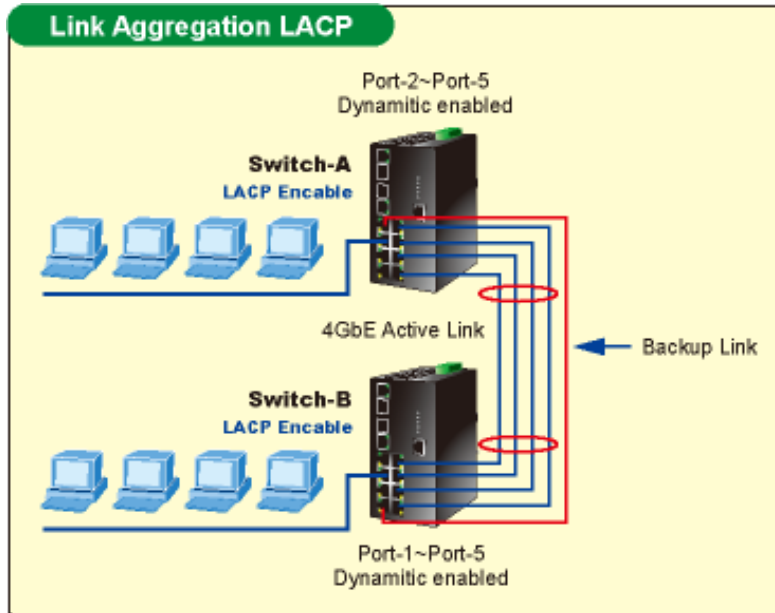 Link Aggregation LACP
Port-2~Port-5
Dynamitic enabled
Switch-A
LACP Encable
4GbE Active Link
Backup Link
Switch-B
LACP Encable
Port-1~Port-5
Dynamitic enabled